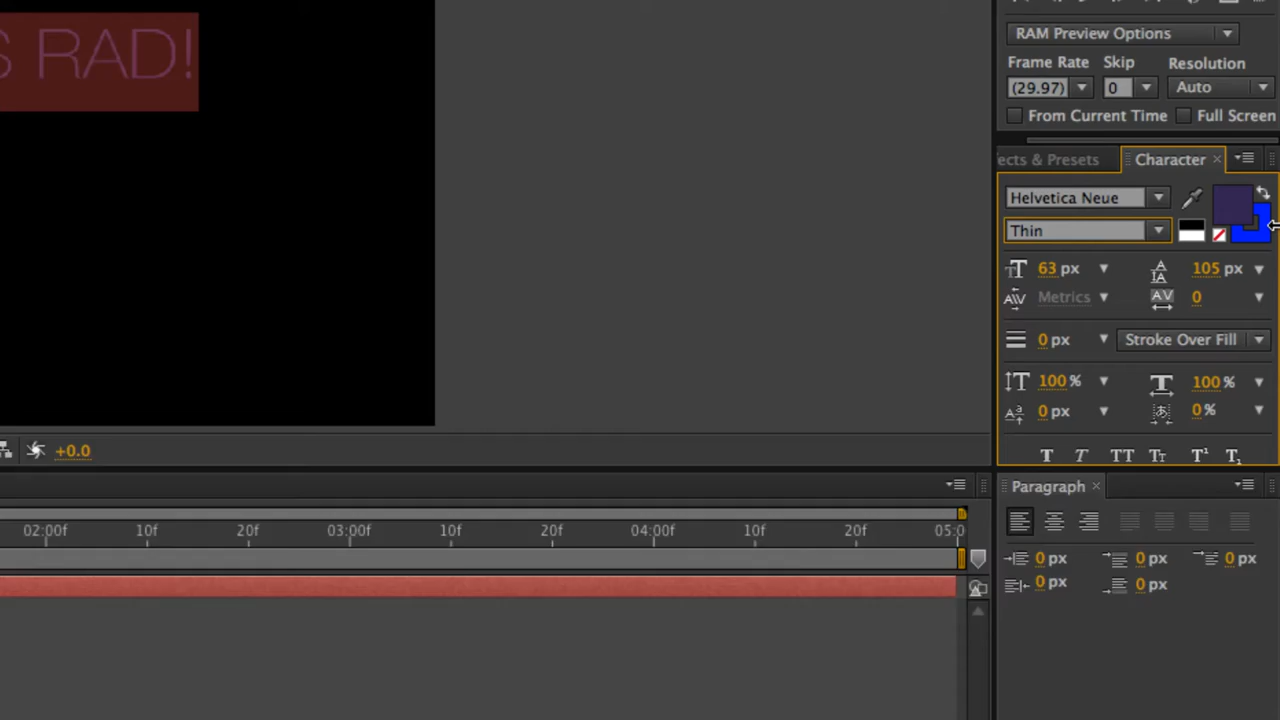 S RAD!
RAM Preview Options
Frame Rate Skip Resolution
(29.97) 0 Auto
From Current Time Full Screen
ects & Presets Character
Helvetica Neue
Thin
63 px 105 px
Metrics 0
0 px Stroke Over Fill
100 % 100 %
0 px 0 %
T T TT Tт T¹ T₁
+0.0
Paragraph
02:00f 10f 20f 03:00f 10f 20f 04:00f 10f 20f 05:0
0 px 0 px 0 px
0 px 0 px